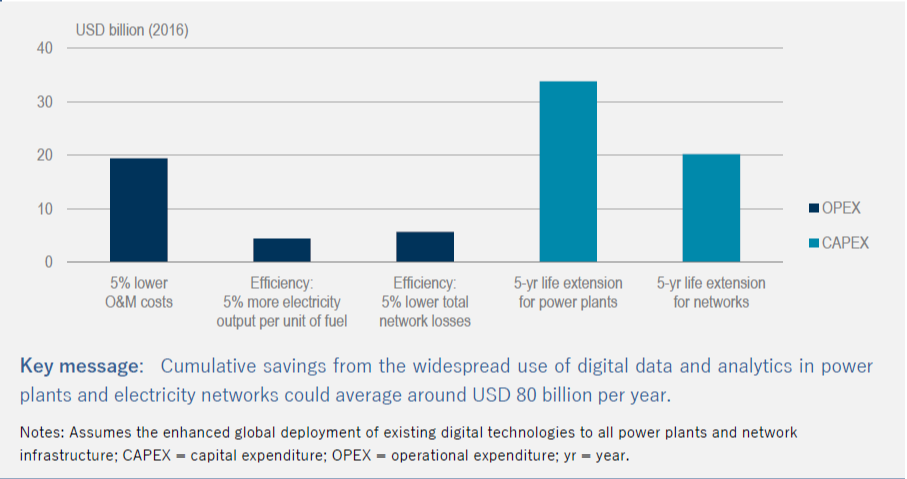 USD billion (2016)
40
30
20
10
0
OPEX
CAPEX
5% lower
O&M costs
Efficiency:
5% more electricity
output per unit of fuel
Efficiency:
5% lower total
network losses
5-yr life extension
for power plants
5-yr life extension
for networks
Key message: Cumulative savings from the widespread use of digital data and analytics in power
plants and electricity networks could average around USD 80 billion per year.
Notes: Assumes the enhanced global deployment of existing digital technologies to all power plants and network
infrastructure; CAPEX = capital expenditure; OPEX = operational expenditure; yr = year.